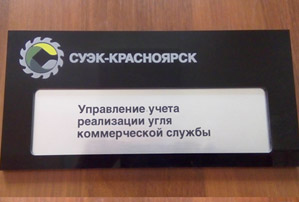 СУЭК-КРАСНОЯРСК
Управление учета
реализации угля
коммерческой службы